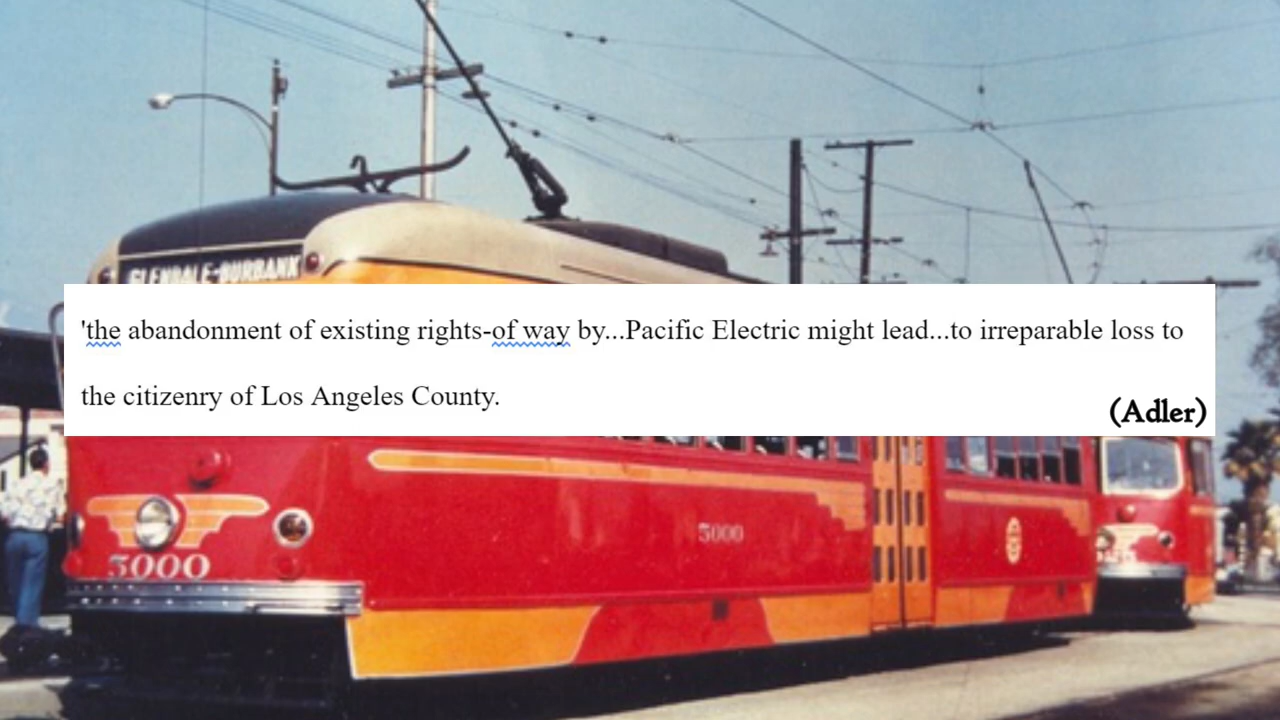 GLENDALE-BURBANK
'the abandonment of existing rights-of way by...Pacific Electric might lead...to irreparable loss to
the citizenry of Los Angeles County.
(Adler)
5000
5000